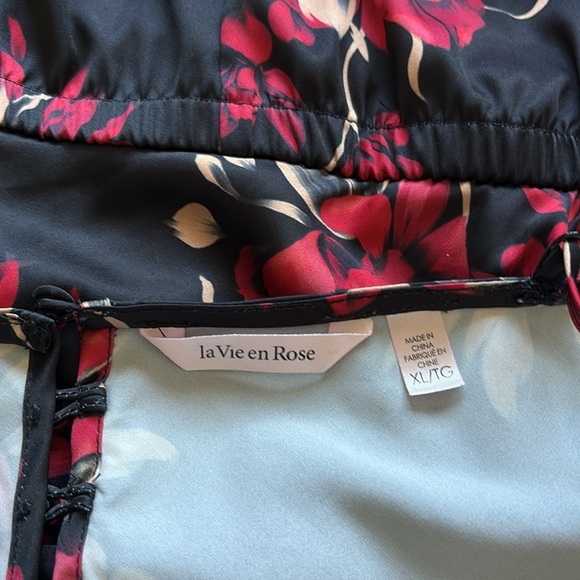 la Vie en Rose
MADE IN
CHINA
FABRIQUÉ EN
CHINE
XL/TG